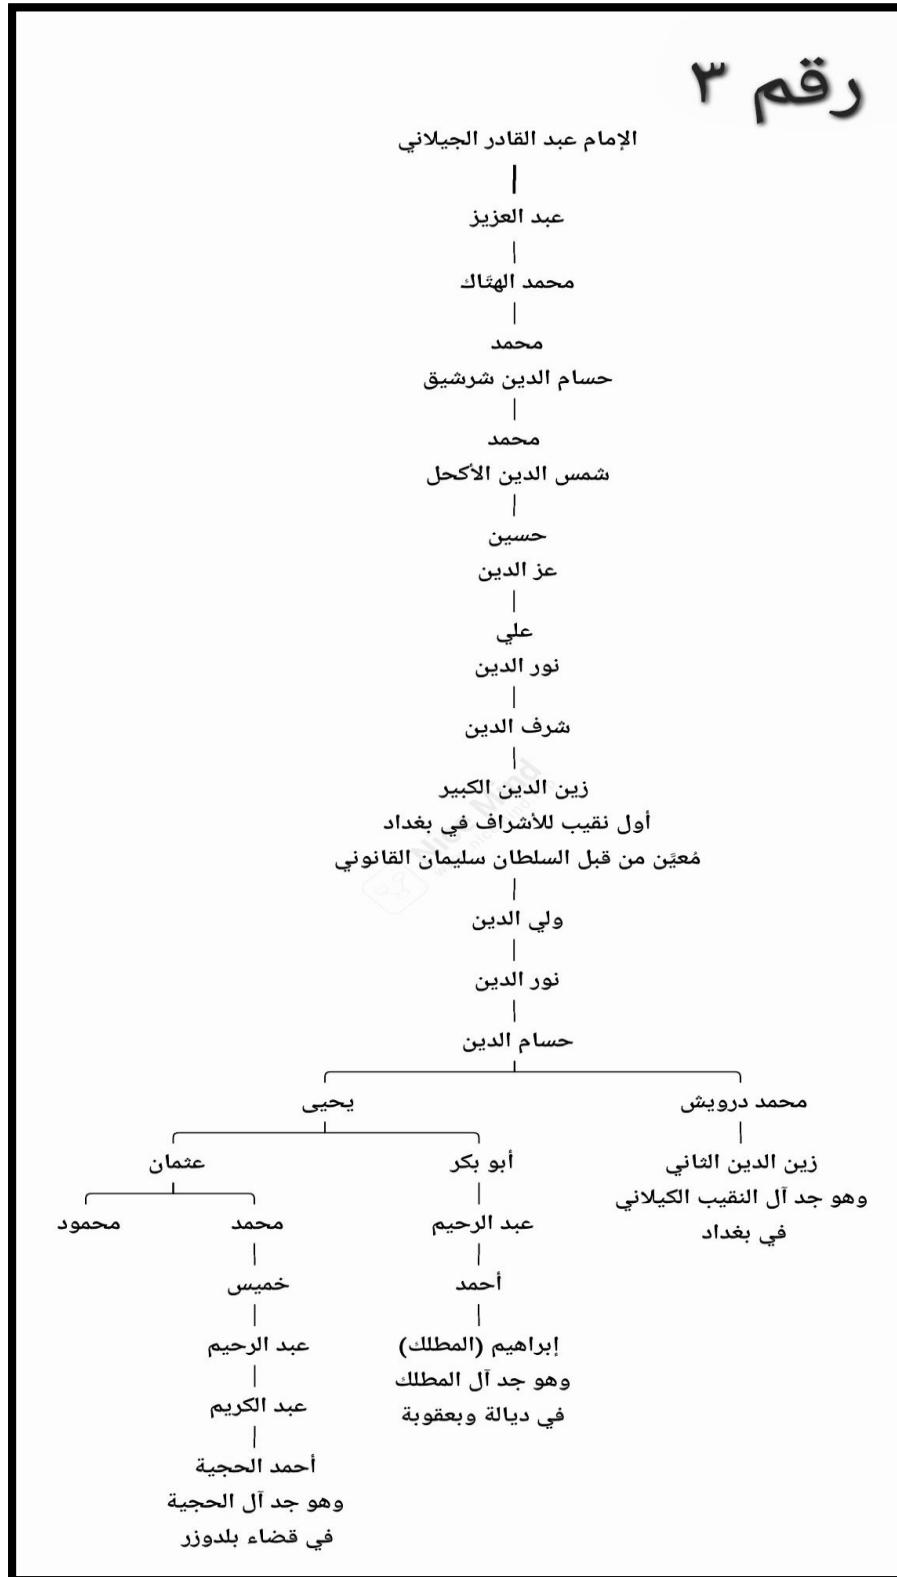 رقم ٣
الإمام عبد القادر الجيلاني
عبد العزيز
محمد الهتّاك
محمد
حسام الدين شرشيق
محمد
شمس الدين الأكحل
حسين
عز الدين
علي
نور الدين
شرف الدين
زين الدين الكبير
أول نقيب للأشراف في بغداد
مُعيَّن من قبل السلطان سليمان القانوني
ولي الدين
نور الدين
حسام الدين
محمد درويش
يحيى
زين الدين الثاني
وهو جد آل النقيب الكيلاني
في بغداد
أبو بكر
عثمان
عبد الرحيم
محمد
محمود
أحمد
خميس
إبراهيم (المطلك)
وهو جد آل المطلك
في ديالة وبعقوبة
عبد الرحيم
عبد الكريم
أحمد الحجية
وهو جد آل الحجية
في قضاء بلدوزر